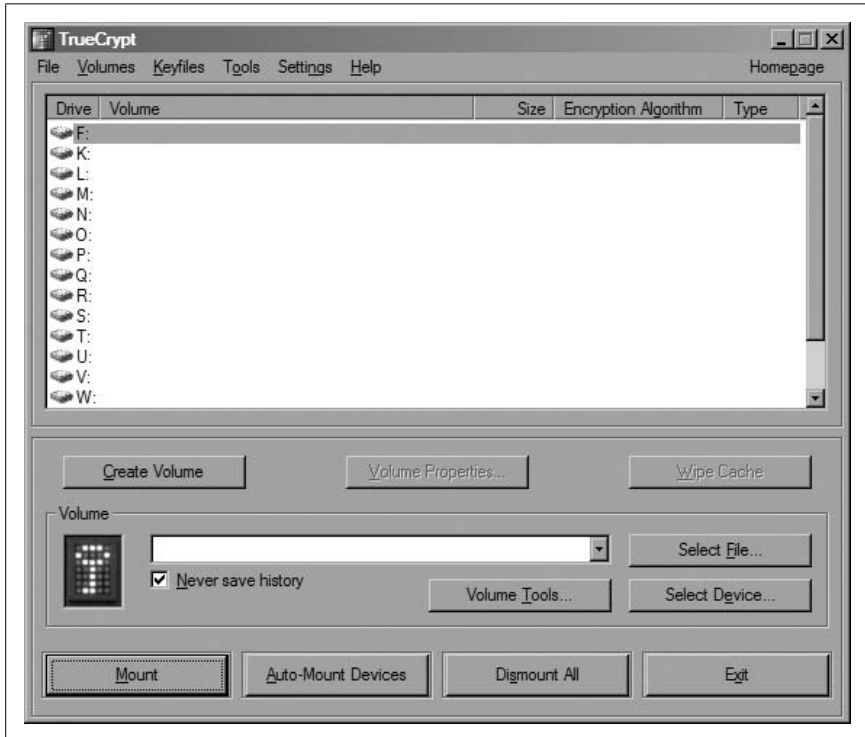 TrueCrypt
File Volumes Keyfiles Tools Settings Help Homepage
Drive Volume Size Encryption Algorithm Type
F:
K:
L:
M:
N:
O:
P:
Q:
R:
S:
T:
U:
V:
W:
Create Volume Volume Properties... Wipe Cache
Volume
Select File...
Never save history
Volume Tools... Select Device...
Mount Auto-Mount Devices Dismount All Exit